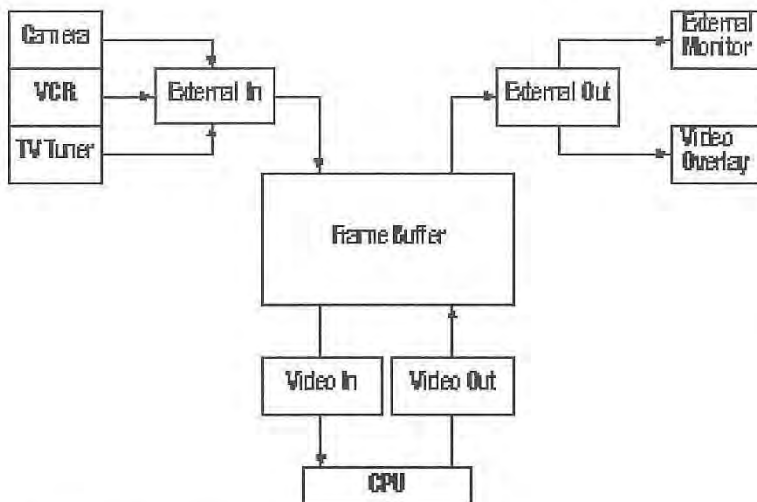 Camera
VCR
TV Tuner
External In
External Out
External
Monitor
Video
Overlay
Frame Buffer
Video In
Video Out
CPU